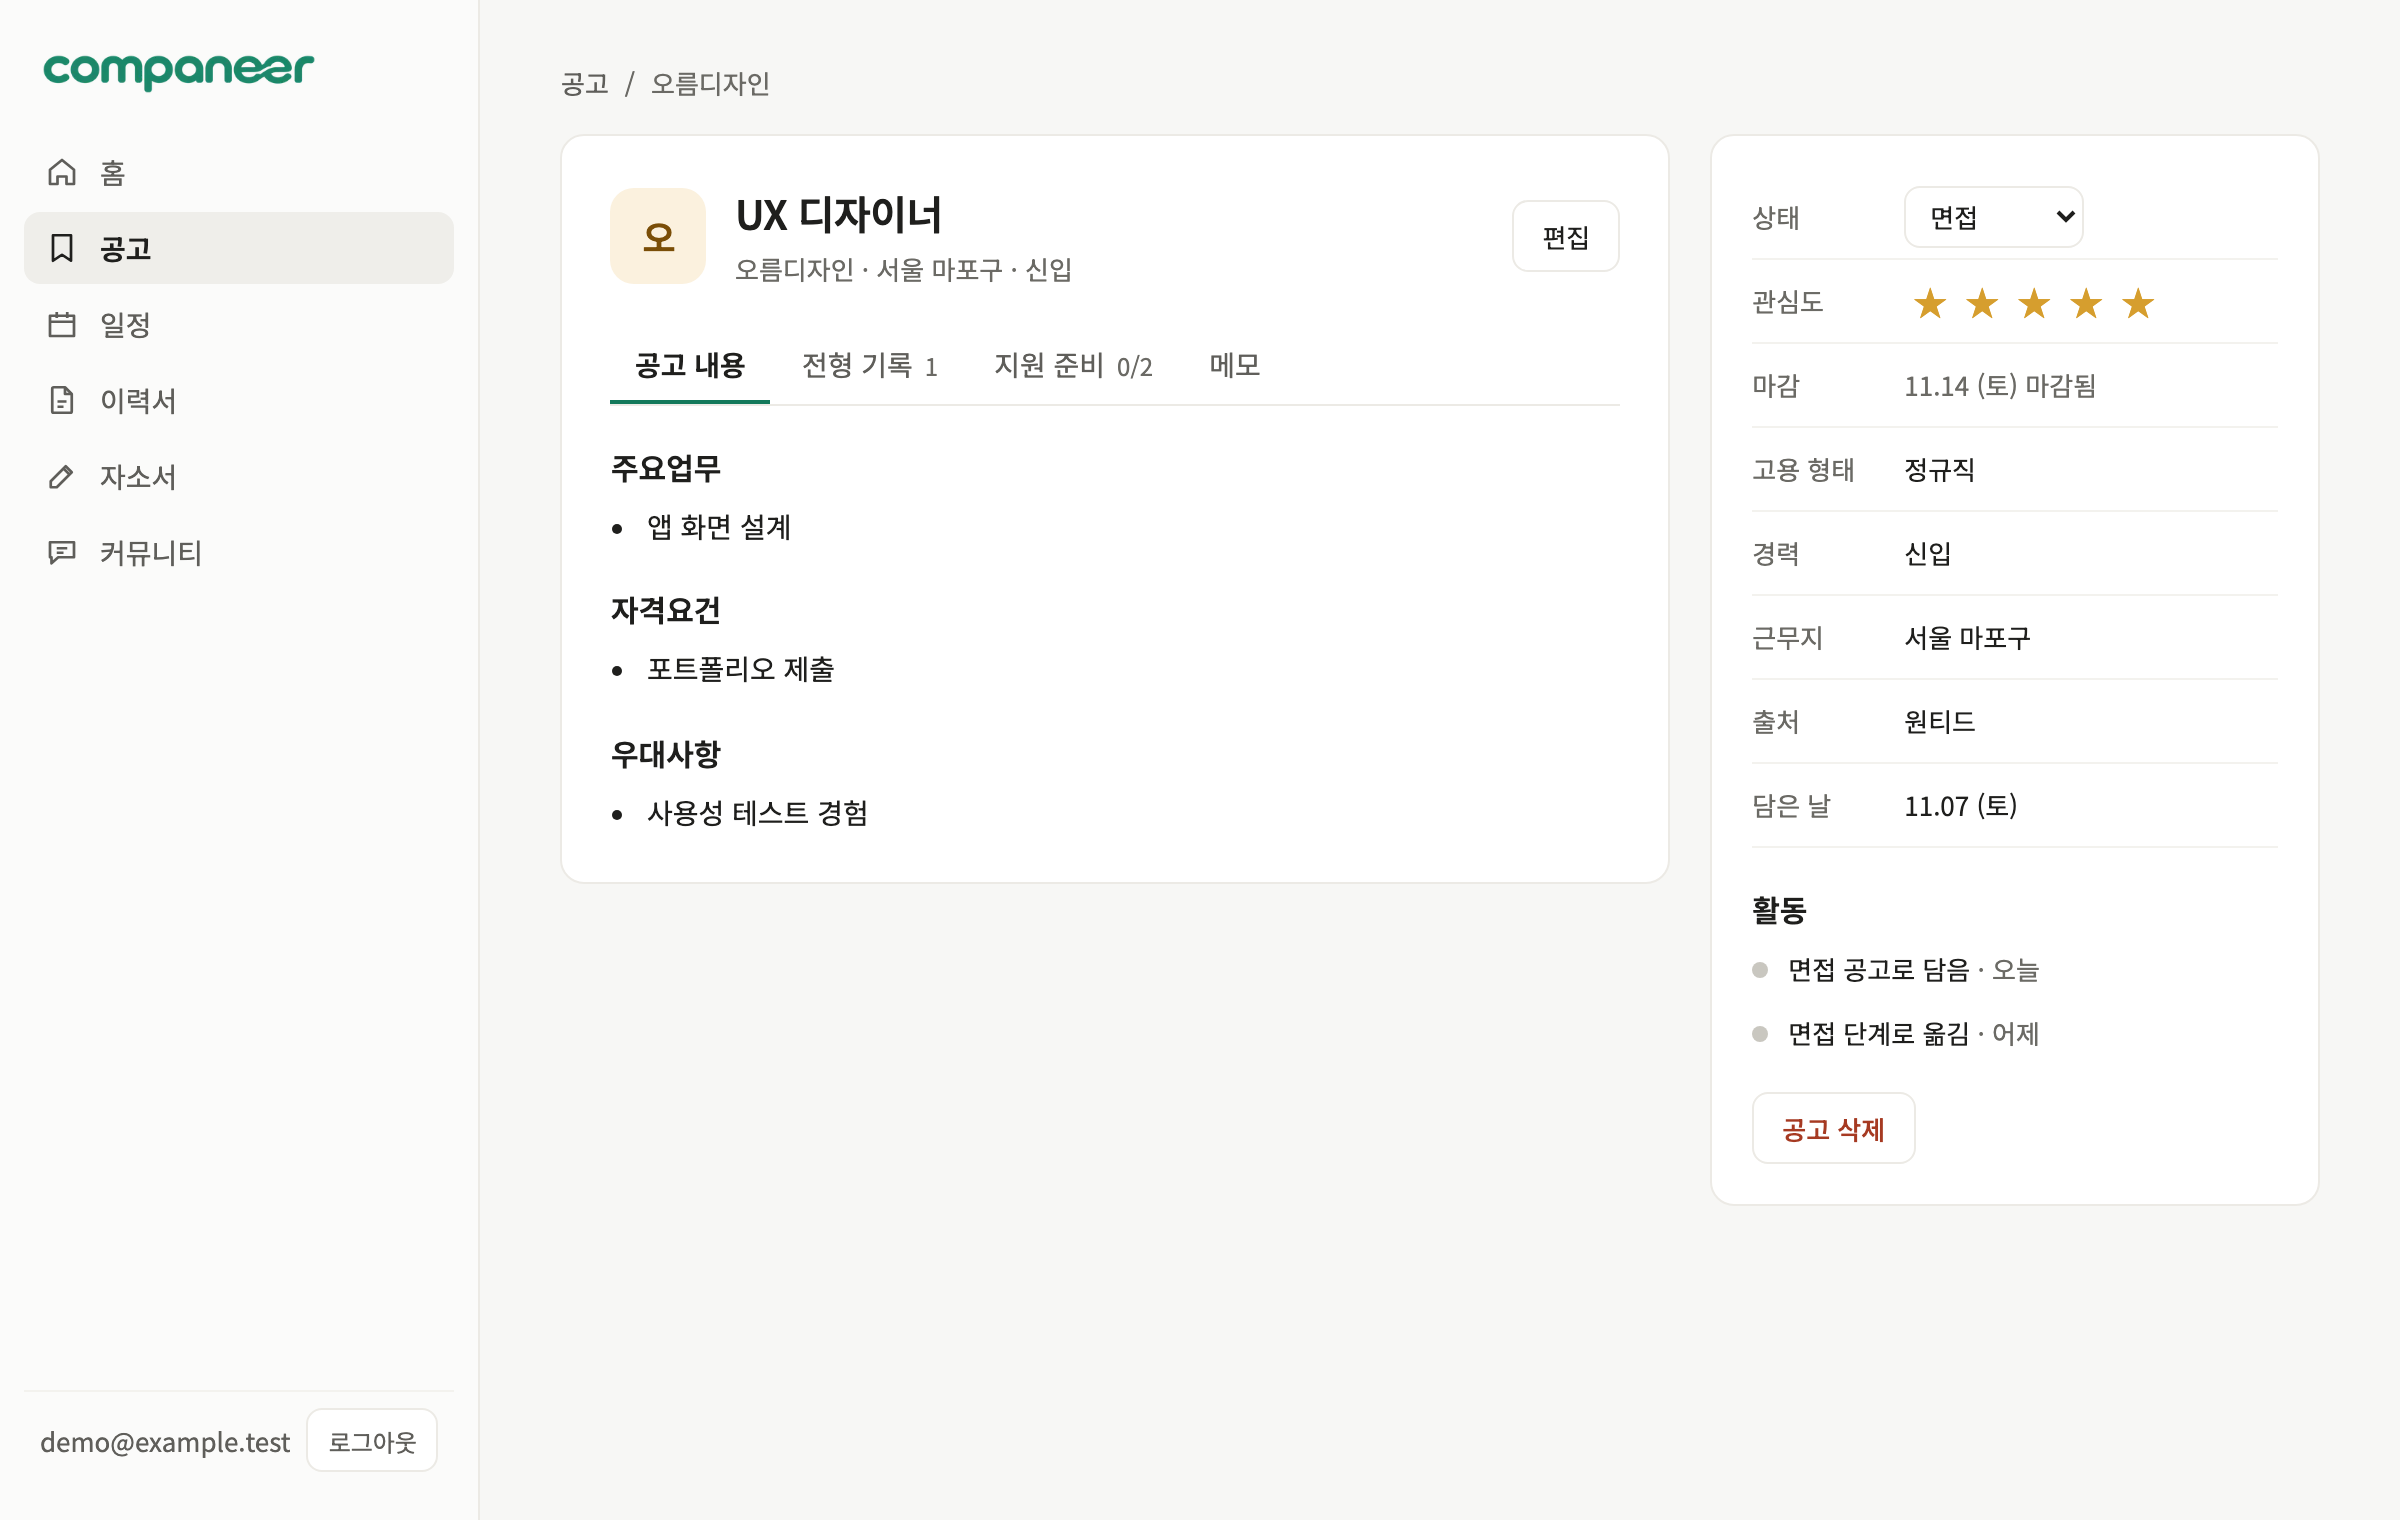 companeer
홈
공고
일정
이력서
자소서
커뮤니티
demo@example.test 로그아웃
공고 / 오름디자인
오
UX 디자이너
오름디자인 · 서울 마포구 · 신입
편집
공고 내용 전형 기록 1 지원 준비 0/2 메모
주요업무
• 앱 화면 설계
자격요건
• 포트폴리오 제출
우대사항
• 사용성 테스트 경험
상태 면접
관심도 ★ ★ ★ ★ ★
마감 11.14 (토) 마감됨
고용 형태 정규직
경력 신입
근무지 서울 마포구
출처 원티드
담은 날 11.07 (토)
활동
면접 공고로 담음 · 오늘
면접 단계로 옮김 · 어제
공고 삭제